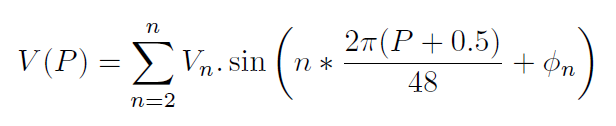 V(P) = \sum_{n=2}^{n} V_n . \sin \left( n * \frac{2\pi(P + 0.5)}{48} + \phi_n \right)